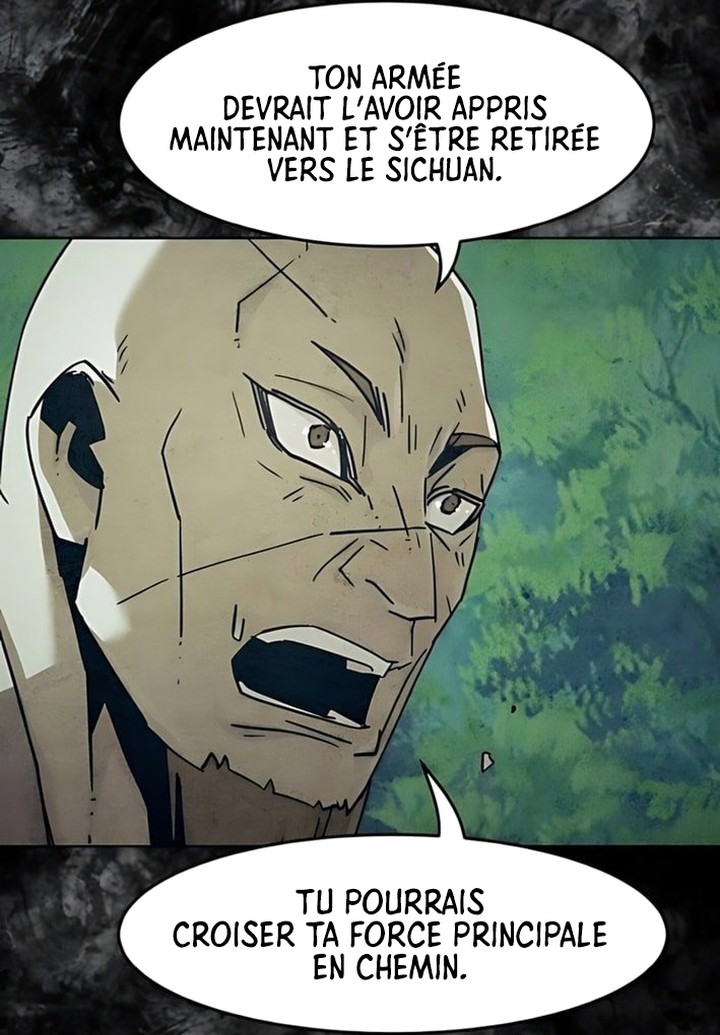 TON ARMÉE
DEVRAIT L'AVOIR APPRIS
MAINTENANT ET S'ÊTRE RETIRÉE
VERS LE SICHUAN.
TU POURRAIS
CROISER TA FORCE PRINCIPALE
EN CHEMIN.